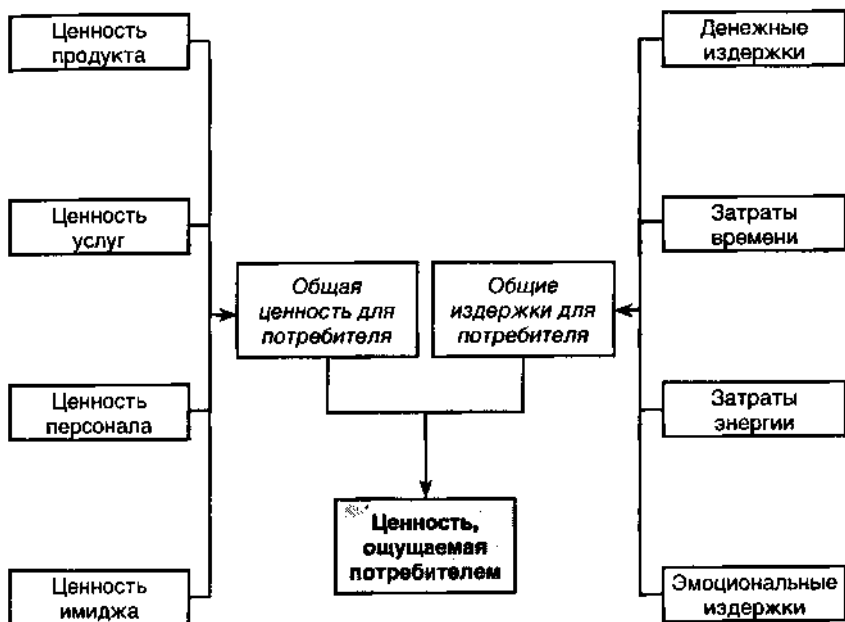 Ценность
продукта
Денежные
издержки
Ценность
услуг
Затраты
времени
Общая
ценность для
потребителя
Общие
издержки для
потребителя
Ценность
персонала
Затраты
энергии
Ценность,
ощущаемая
потребителем
Ценность
имиджа
Эмоциональные
издержки